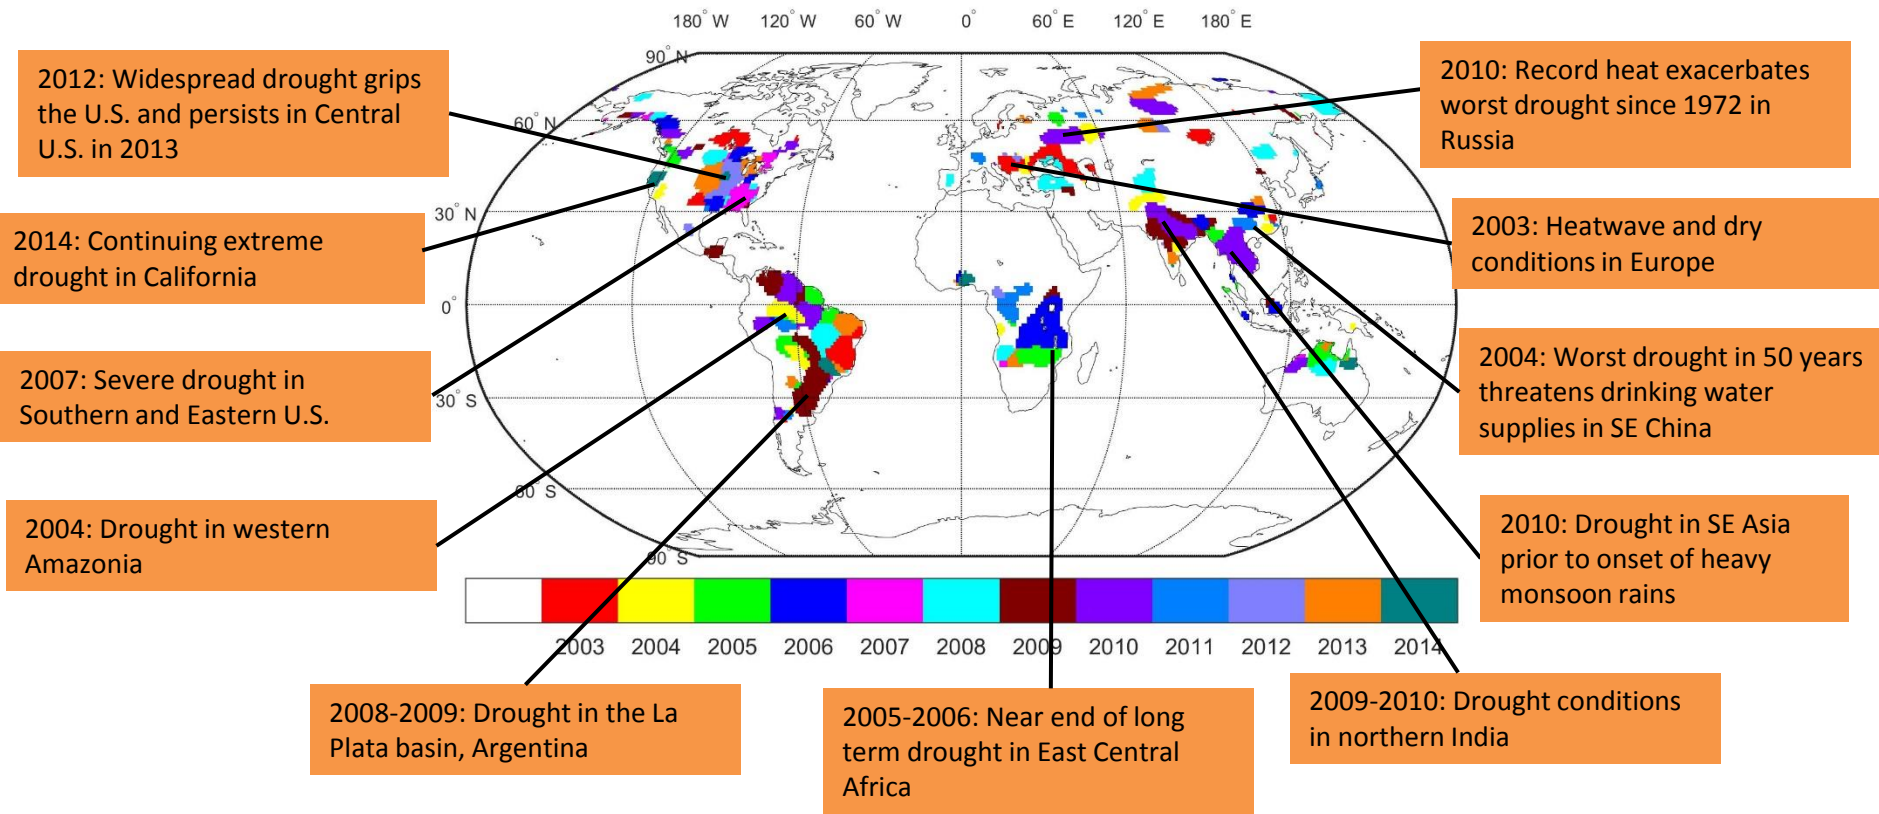 180° W
120° W
60° W
0°
60° E
120° E
180° E
90° N
60° N
30° N
0°
30° S
60° S
90° S
2012: Widespread drought grips
the U.S. and persists in Central
U.S. in 2013
2014: Continuing extreme
drought in California
2007: Severe drought in
Southern and Eastern U.S.
2004: Drought in western
Amazonia
2010: Record heat exacerbates
worst drought since 1972 in
Russia
2003: Heatwave and dry
conditions in Europe
2004: Worst drought in 50 years
threatens drinking water
supplies in SE China
2010: Drought in SE Asia
prior to onset of heavy
monsoon rains
2003 2004 2005 2006 2007 2008 2009 2010 2011 2012 2013 2014
2008-2009: Drought in the La
Plata basin, Argentina
2005-2006: Near end of long
term drought in East Central
Africa
2009-2010: Drought conditions
in northern India